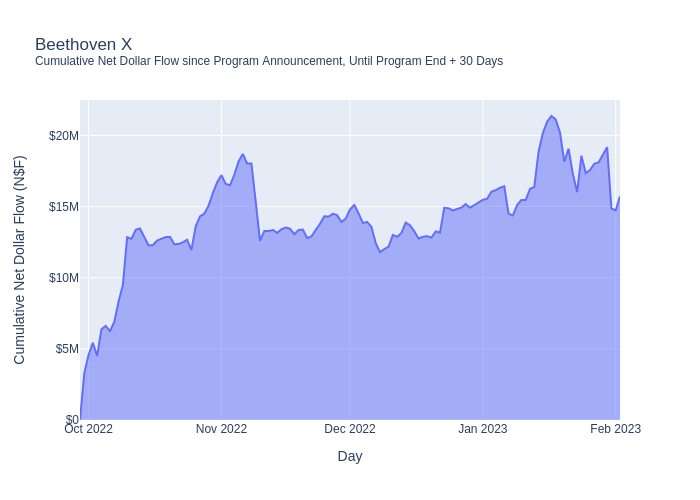 Beethoven X
Cumulative Net Dollar Flow since Program Announcement, Until Program End + 30 Days
Cumulative Net Dollar Flow (N$F)
$20M
$15M
$10M
$5M
$0
Oct 2022 Nov 2022 Dec 2022 Jan 2023 Feb 2023
Day